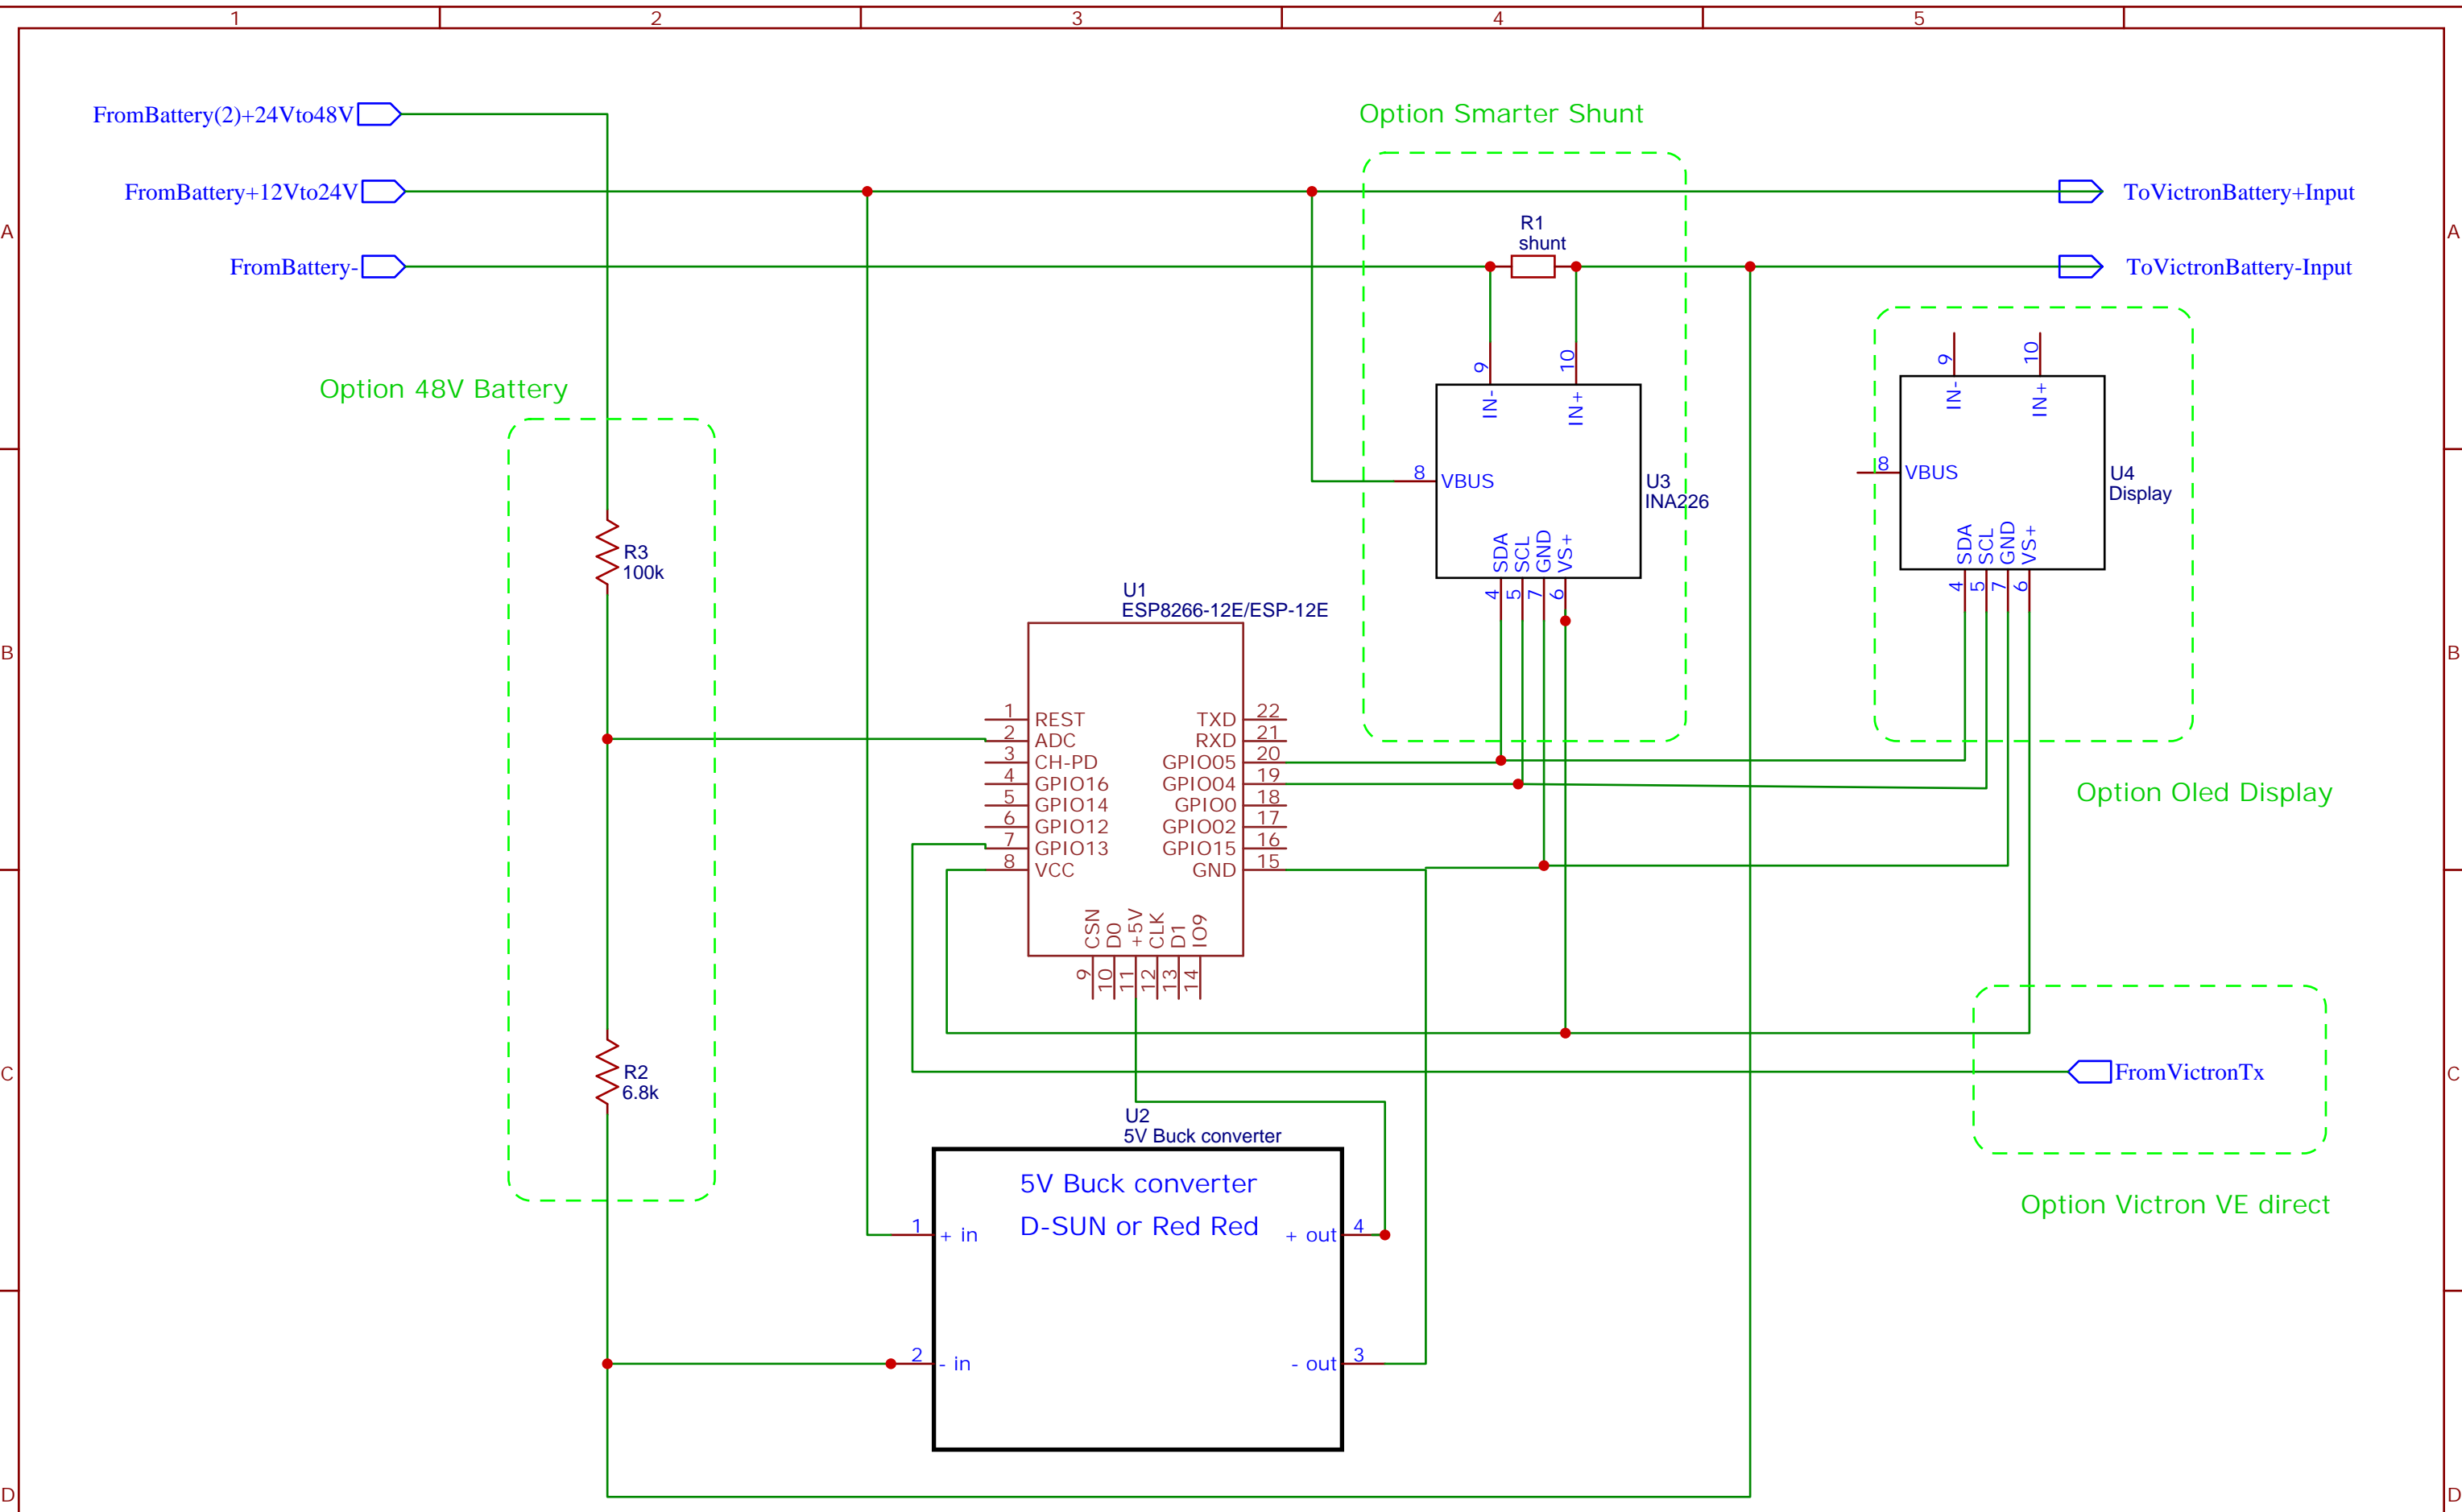 1
2
3
4
5
A
A
B
B
C
C
D
D
FromBattery(2)+24Vto48V
FromBattery+12Vto24V
FromBattery-
Option Smarter Shunt
ToVictronBattery+Input
ToVictronBattery-Input
R1
shunt
Option 48V Battery
R3
100k
R2
6.8k
9
10
IN-
IN+
8
VBUS
U3
INA226
SDA
SCL
GND
VS+
4
5
7
6
9
10
IN-
IN+
8
VBUS
U4
Display
SDA
SCL
GND
VS+
4
5
7
6
Option Oled Display
U1
ESP8266-12E/ESP-12E
1 REST
2 ADC
3 CH-PD
4 GPIO16
5 GPIO14
6 GPIO12
7 GPIO13
8 VCC
TXD 22
RXD 21
GPIO05 20
GPIO04 19
GPIO0 18
GPIO02 17
GPIO15 16
GND 15
CSN
D0
+5V
CLK
D1
IO9
9
10
11
12
13
14
FromVictronTx
Option Victron VE direct
U2
5V Buck converter
5V Buck converter
D-SUN or Red Red
1 + in
+ out 4
2 - in
- out 3